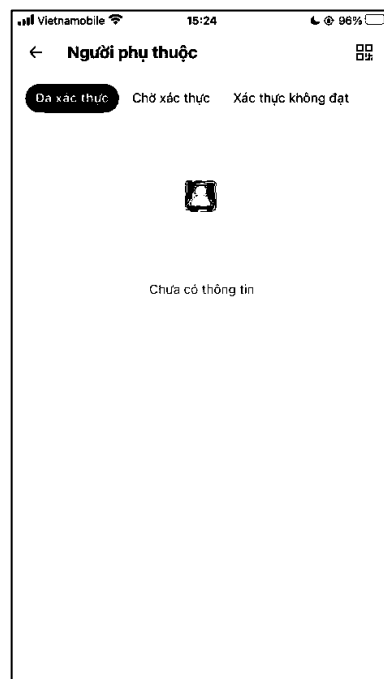 Vietnamobile 15:24 96%
Người phụ thuộc
Đã xác thực Chờ xác thực Xác thực không đạt
Chưa có thông tin